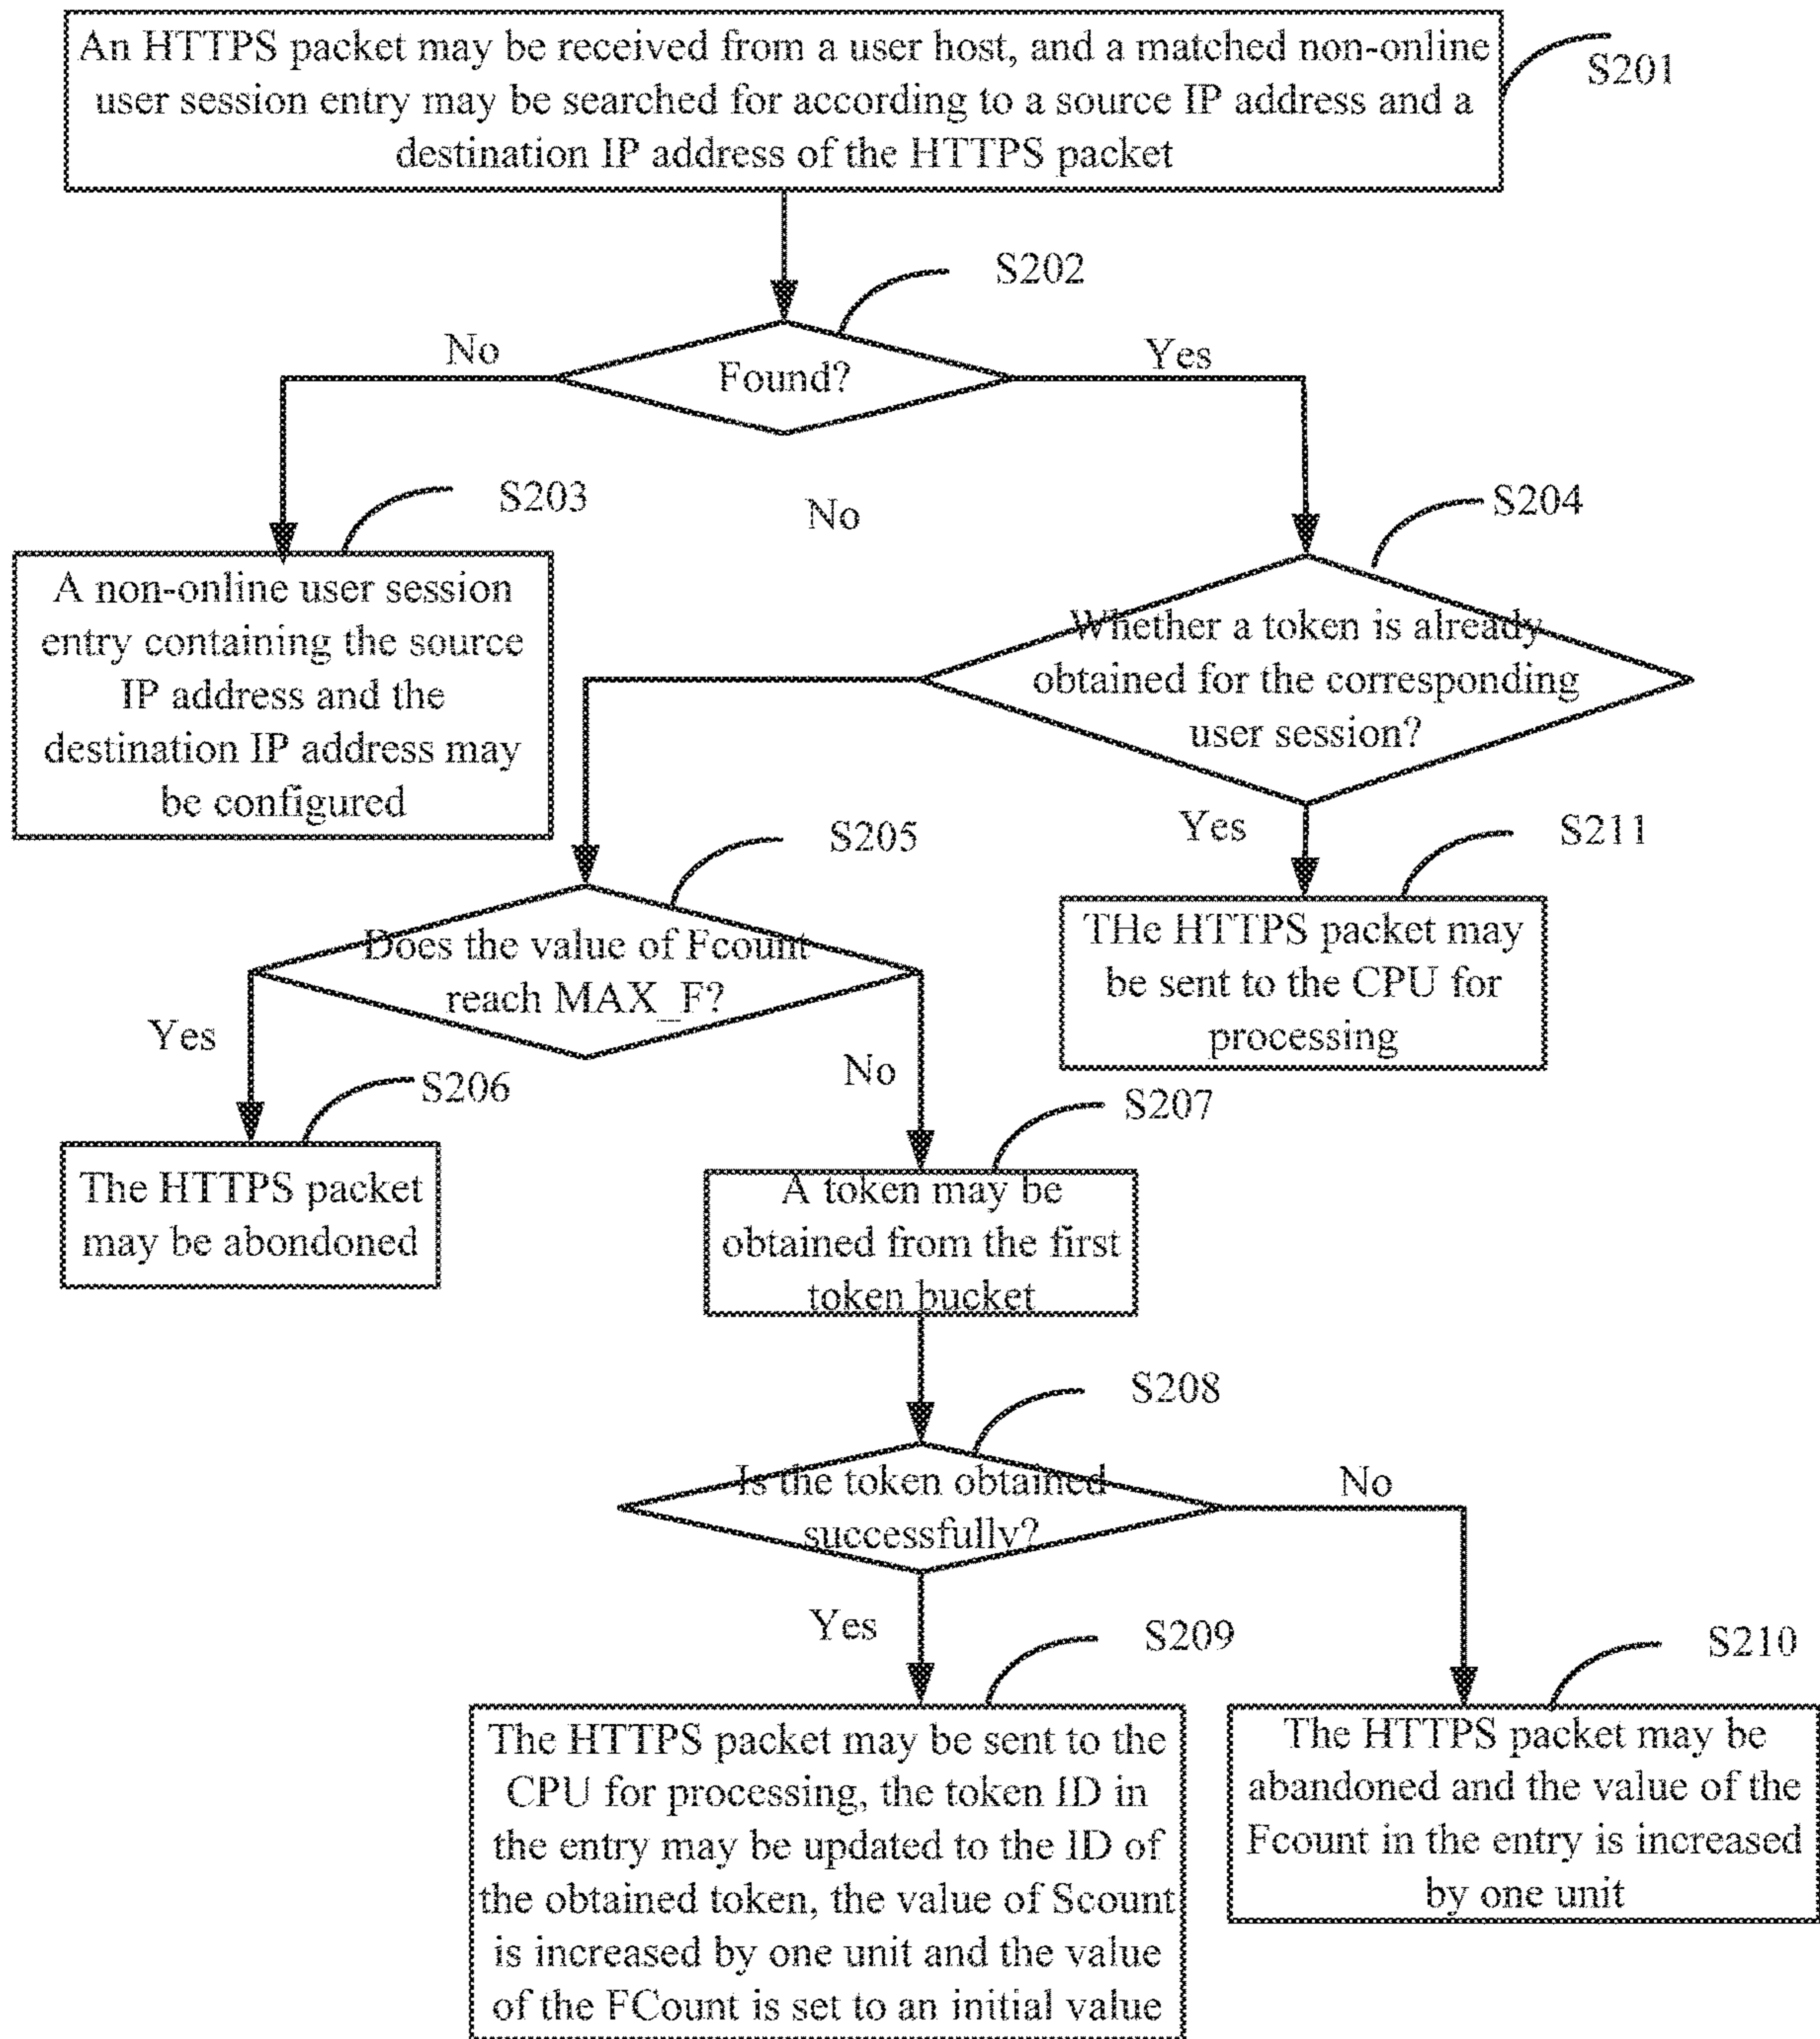 An HTTPS packet may be received from a user host, and a matched non-online
user session entry may be searched for according to a source IP address and a
destination IP address of the HTTPS packet
S201
S202
No
Found?
Yes
S203
No
S204
A non-online user session
entry containing the source
IP address and the
destination IP address may
be configured
Whether a token is already
obtained for the corresponding
user session?
Yes
S205
S211
Does the value of Fcount
reach MAX_F?
THe HTTPS packet may
be sent to the CPU for
processing
Yes
No
S206
S207
The HTTPS packet
may be abondoned
A token may be
obtained from the first
token bucket
S208
Is the token obtained
successfully?
No
Yes
S209
S210
The HTTPS packet may be sent to the
CPU for processing, the token ID in
the entry may be updated to the ID of
the obtained token, the value of Scount
is increased by one unit and the value
of the FCount is set to an initial value
The HTTPS packet may be
abandoned and the value of the
Fcount in the entry is increased
by one unit